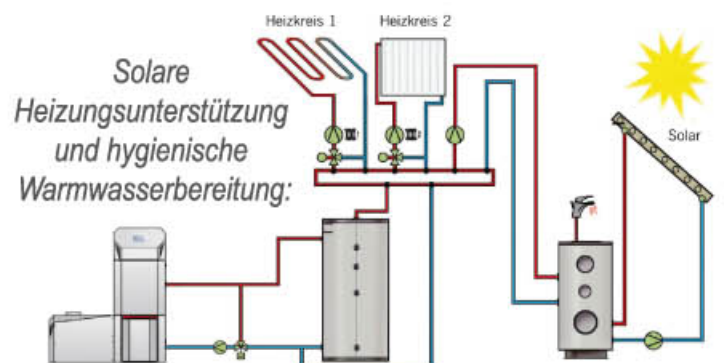 Heizkreis 1
Heizkreis 2
Solare
Heizungsunterstützung
und hygienische
Warmwasserbereitung:
Solar